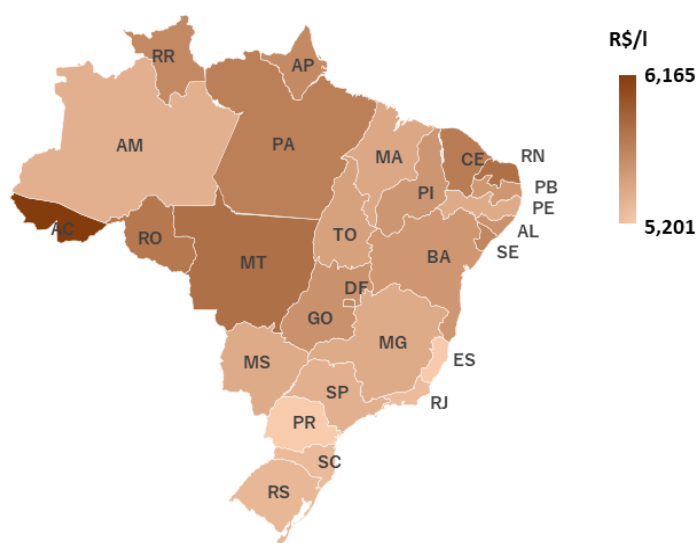 R$/l
6,165
5,201
RR
AP
AM
PA
MA
CE
RN
PI
PB
PE
AL
SE
AC
RO
TO
BA
MT
DF
GO
MG
ES
MS
SP
RJ
PR
SC
RS